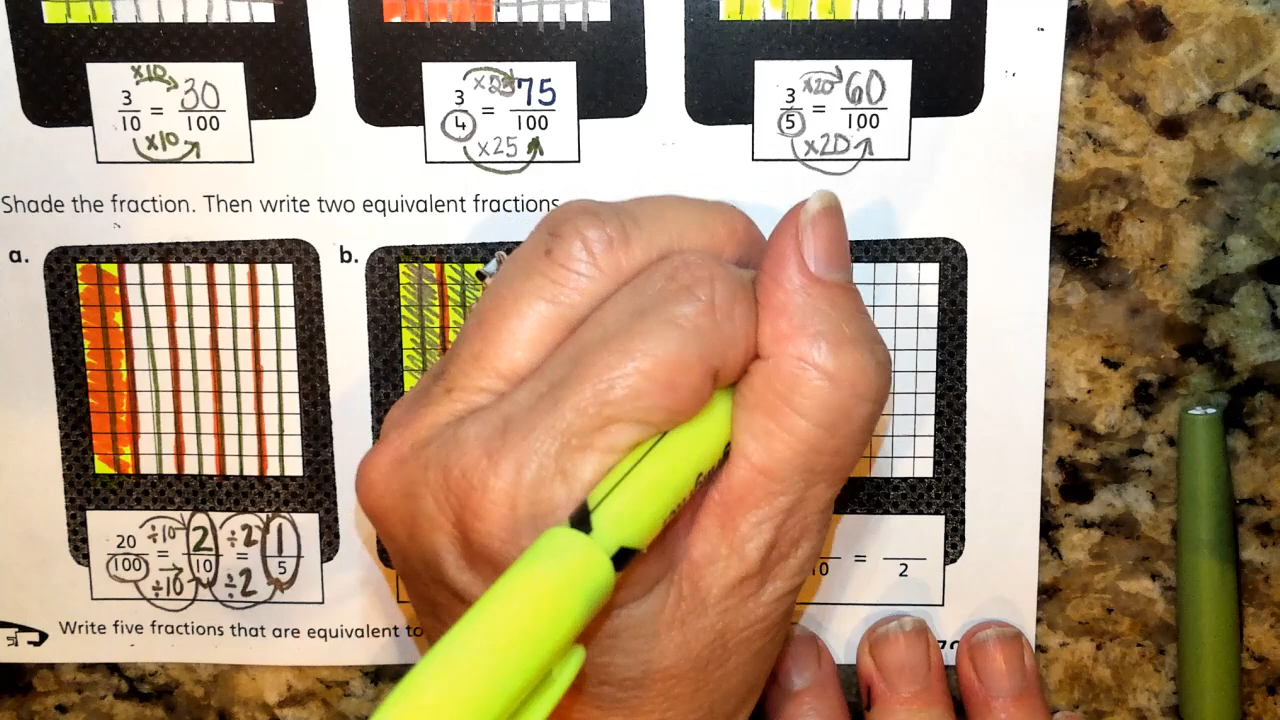 ×10 ×25 ×20
3/10 = 30/100 3/4 = 75/100 3/5 = 60/100
×10 ×25 ×20
Shade the fraction. Then write two equivalent fractions
a. b.
÷10 ÷2
20/100 = 2/10 = 1/5 /10 = /2
÷10 ÷2
Write five fractions that are equivalent to